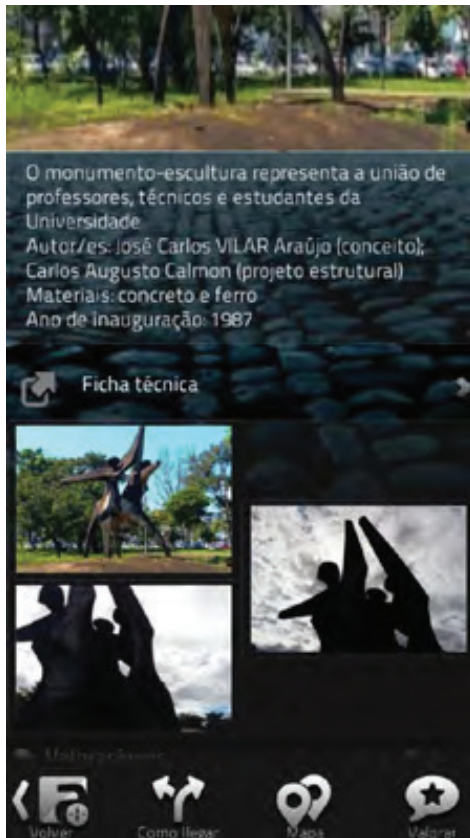 O monumento-escultura representa a união de
professores, técnicos e estudantes da
Universidade
Autor/es: José Carlos VILAR Araújo (conceito);
Carlos Augusto Calmon (projeto estrutural)
Materiais: concreto e ferro
Ano de inauguração: 1987
Ficha técnica
Volver
Como llegar
Mapa
Valorar